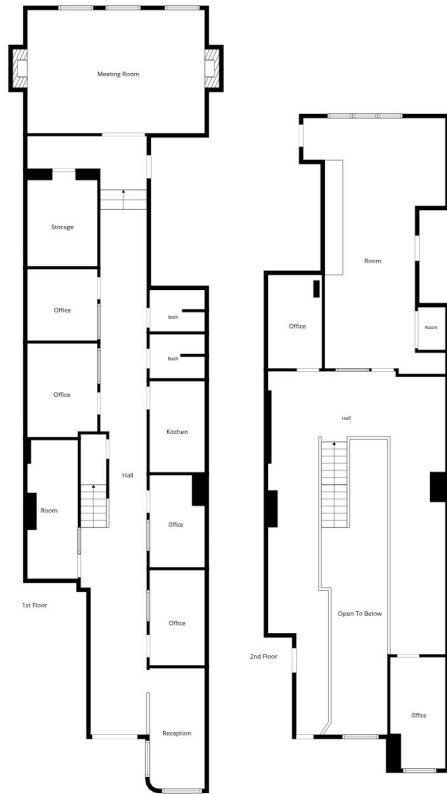 Meeting Room
Storage
Office
Office
Room
1st Floor
Bath
Bath
Kitchen
Hall
Office
Office
Reception
Room
Office
Room
Hall
Open To Below
2nd Floor
Office